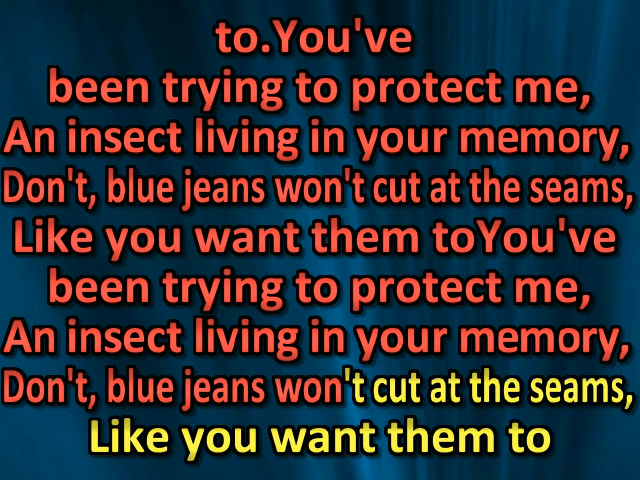 to.You've
been trying to protect me,
An insect living in your memory,
Don't, blue jeans won't cut at the seams,
Like you want them toYou've
been trying to protect me,
An insect living in your memory,
Don't, blue jeans won't cut at the seams,
Like you want them to